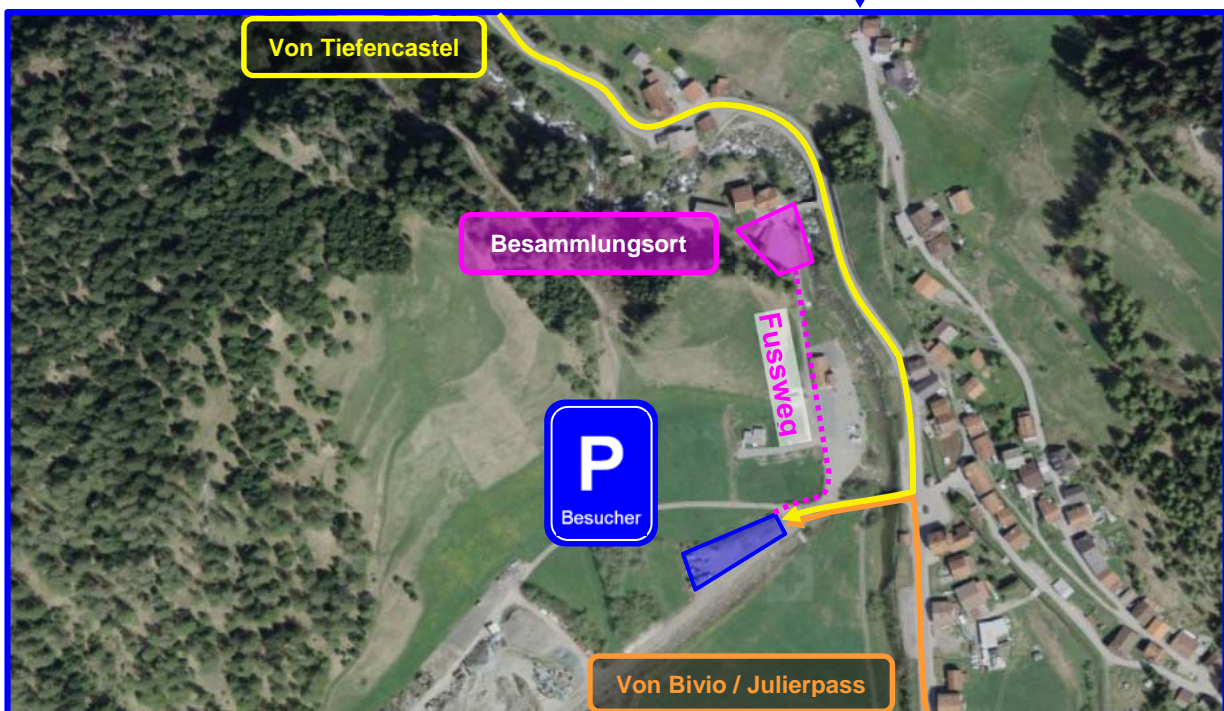 Von Tiefencastel
Besammlungsort
Fussweg
P
Besucher
Von Bivio / Julierpass